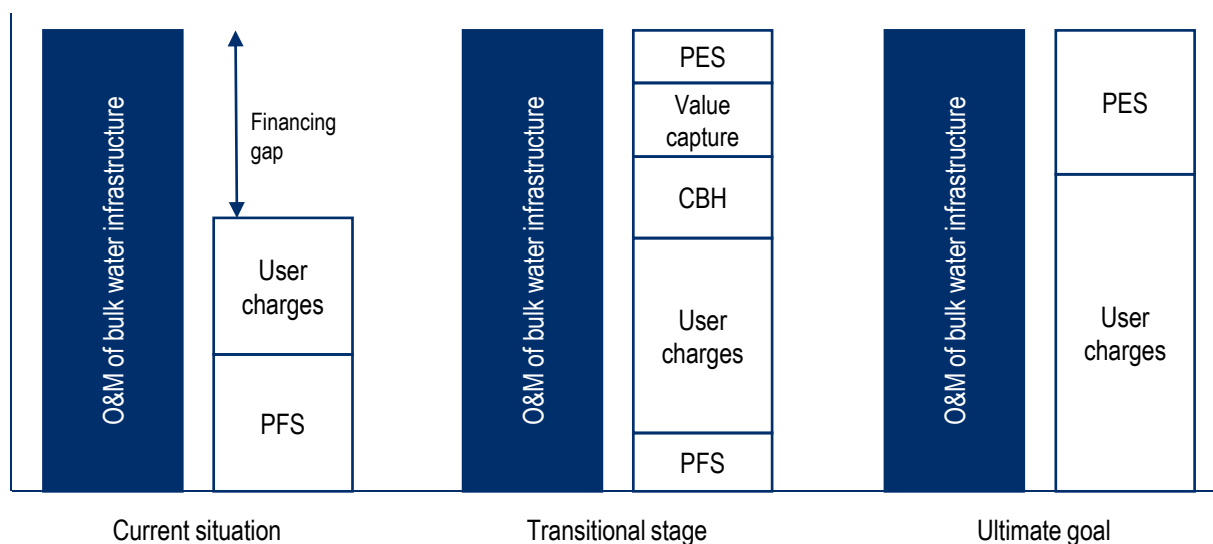 O&M of bulk water infrastructure
Financing
gap
User
charges
PFS
Current situation
O&M of bulk water infrastructure
PES
Value
capture
CBH
User
charges
PFS
Transitional stage
O&M of bulk water infrastructure
PES
User
charges
Ultimate goal